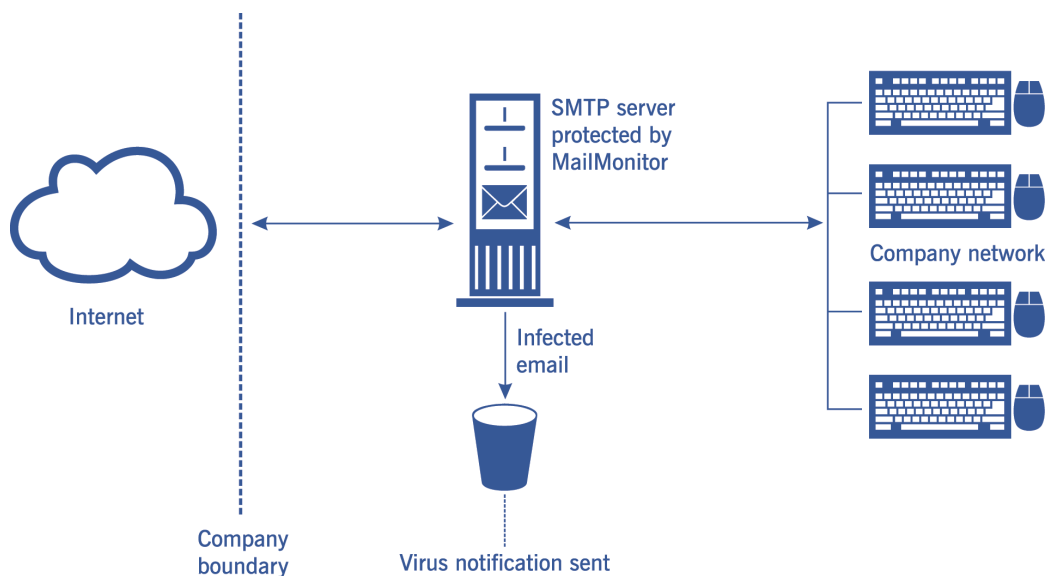 SMTP server
protected by
MailMonitor
Company network
Internet
Infected
email
Company
boundary
Virus notification sent